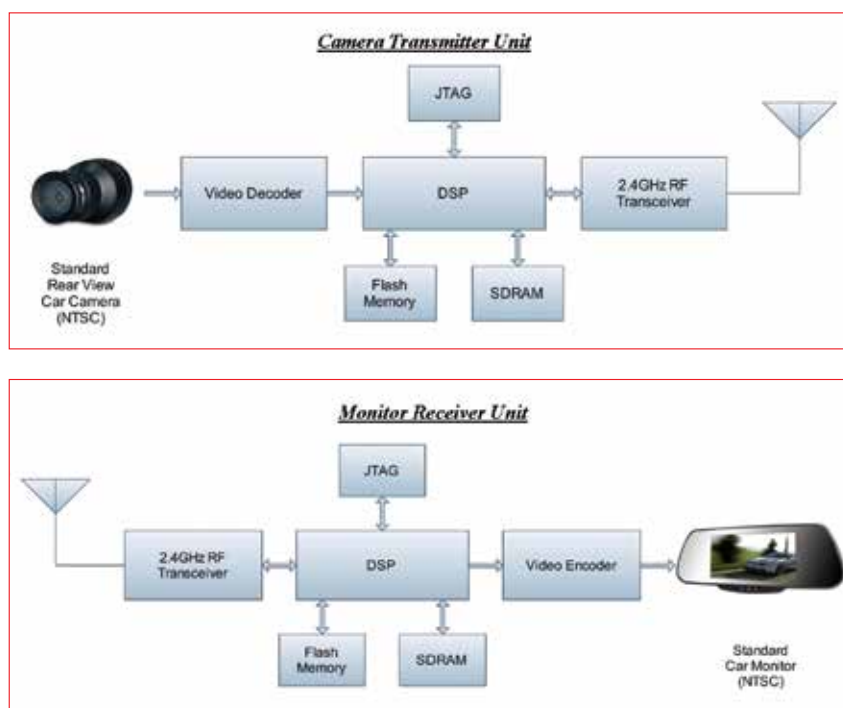 Camera Transmitter Unit
JTAG
Video Decoder
DSP
2.4GHz RF
Transceiver
Flash
Memory
SDRAM
Standard
Rear View
Car Camera
(NTSC)
Monitor Receiver Unit
JTAG
2.4GHz RF
Transceiver
DSP
Video Encoder
Flash
Memory
SDRAM
Standard
Car Monitor
(NTSC)